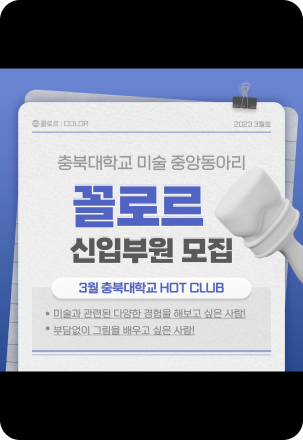 꼴로르 : COLOR
2023 3월호
충북대학교 미술 중앙동아리
꼴로르
신입부원 모집
3월 충북대학교 HOT CLUB
• 미술과 관련된 다양한 경험을 해보고 싶은 사람!
• 부담없이 그림을 배우고 싶은 사람!